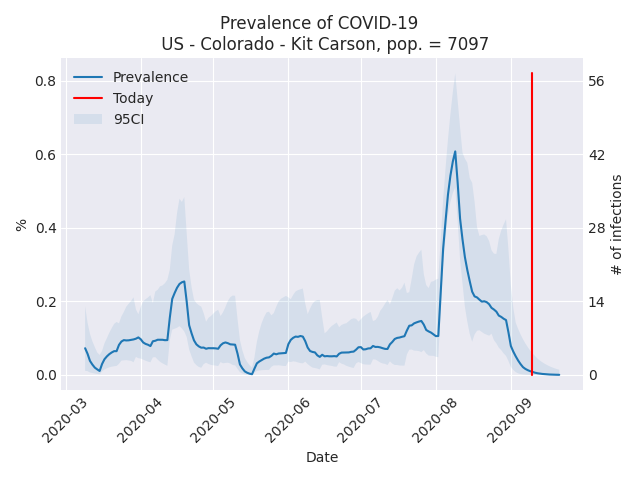 Prevalence of COVID-19
US - Colorado - Kit Carson, pop. = 7097
Prevalence
Today
95CI
0.8
0.6
0.4
0.2
0.0
%
56
42
28
14
0
# of infections
2020-03
2020-04
2020-05
2020-06
2020-07
2020-08
2020-09
Date